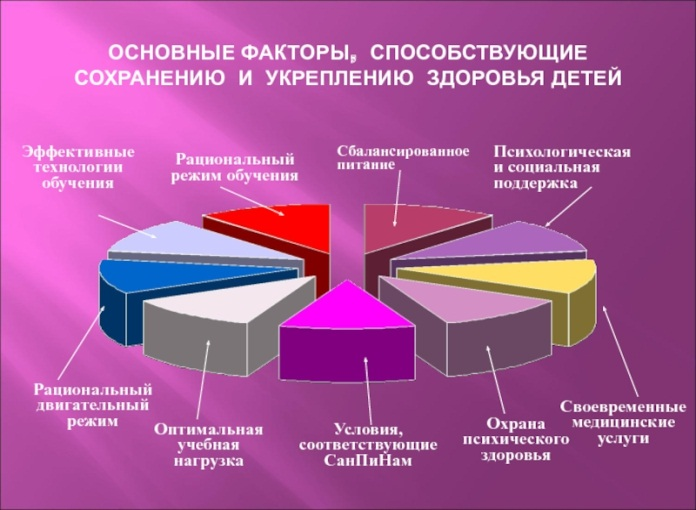 ОСНОВНЫЕ ФАКТОРЫ, СПОСОБСТВУЮЩИЕ
СОХРАНЕНИЮ И УКРЕПЛЕНИЮ ЗДОРОВЬЯ ДЕТЕЙ
Эффективные
технологии
обучения
Рациональный
режим обучения
Сбалансированное
питание
Психологическая
и социальная
поддержка
Рациональный
двигательный
режим
Оптимальная
учебная
нагрузка
Условия,
соответствующие
СанПиНам
Охрана
психического
здоровья
Своевременные
медицинские
услуги